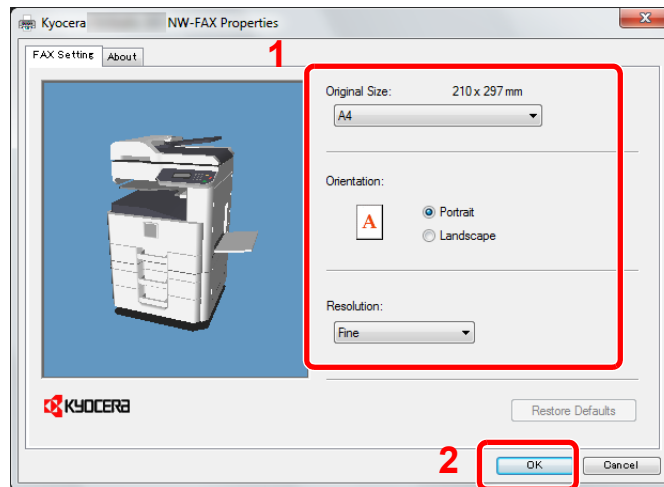 Kyocera NW-FAX Properties
FAX Setting About
1
Original Size: 210 x 297 mm
A4
Orientation:
A
Portrait
Landscape
Resolution:
Fine
KYOCERA
Restore Defaults
2
OK Cancel